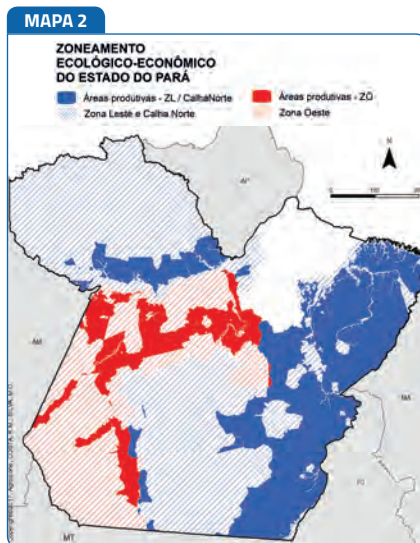 MAPA 2
ZONEAMENTO
ECOLÓGICO-ECONÔMICO
DO ESTADO DO PARÁ
Áreas produtivas - ZL / CalhaNorte
Áreas produtivas - ZO
Zona Leste e Calha Norte
Zona Oeste
N
AP
AM
MA
MT